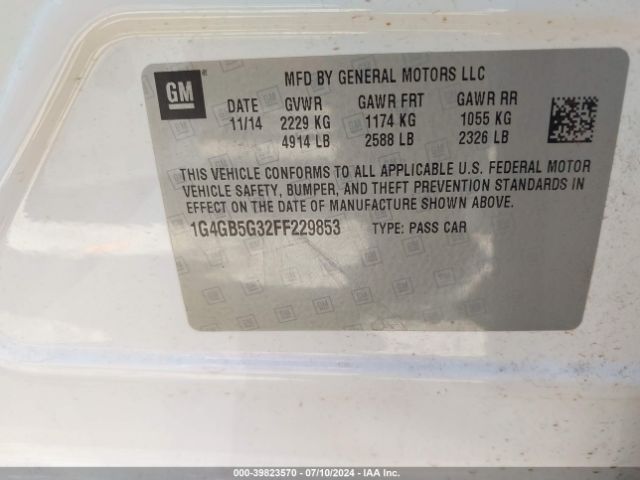 GM
MFD BY GENERAL MOTORS LLC
DATE GVWR GAWR FRT GAWR RR
11/14 2229 KG 1174 KG 1055 KG
4914 LB 2588 LB 2326 LB
THIS VEHICLE CONFORMS TO ALL APPLICABLE U.S. FEDERAL MOTOR
VEHICLE SAFETY, BUMPER, AND THEFT PREVENTION STANDARDS IN
EFFECT ON THE DATE OF MANUFACTURE SHOWN ABOVE.
1G4GB5G32FF229853 TYPE: PASS CAR
000-39823570 - 07/10/2024 - IAA Inc.